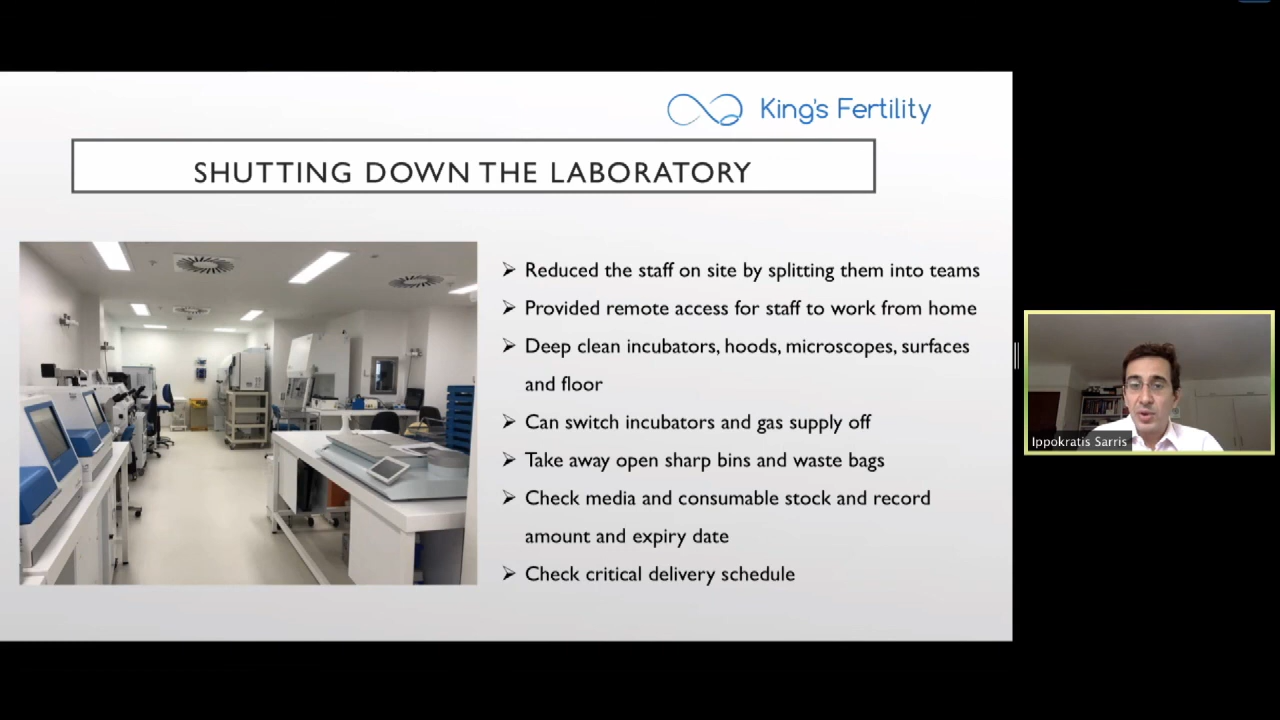 King's Fertility
SHUTTING DOWN THE LABORATORY
Reduced the staff on site by splitting them into teams
Provided remote access for staff to work from home
Deep clean incubators, hoods, microscopes, surfaces
and floor
Can switch incubators and gas supply off
Take away open sharp bins and waste bags
Check media and consumable stock and record
amount and expiry date
Check critical delivery schedule
Ippokratis Sarris